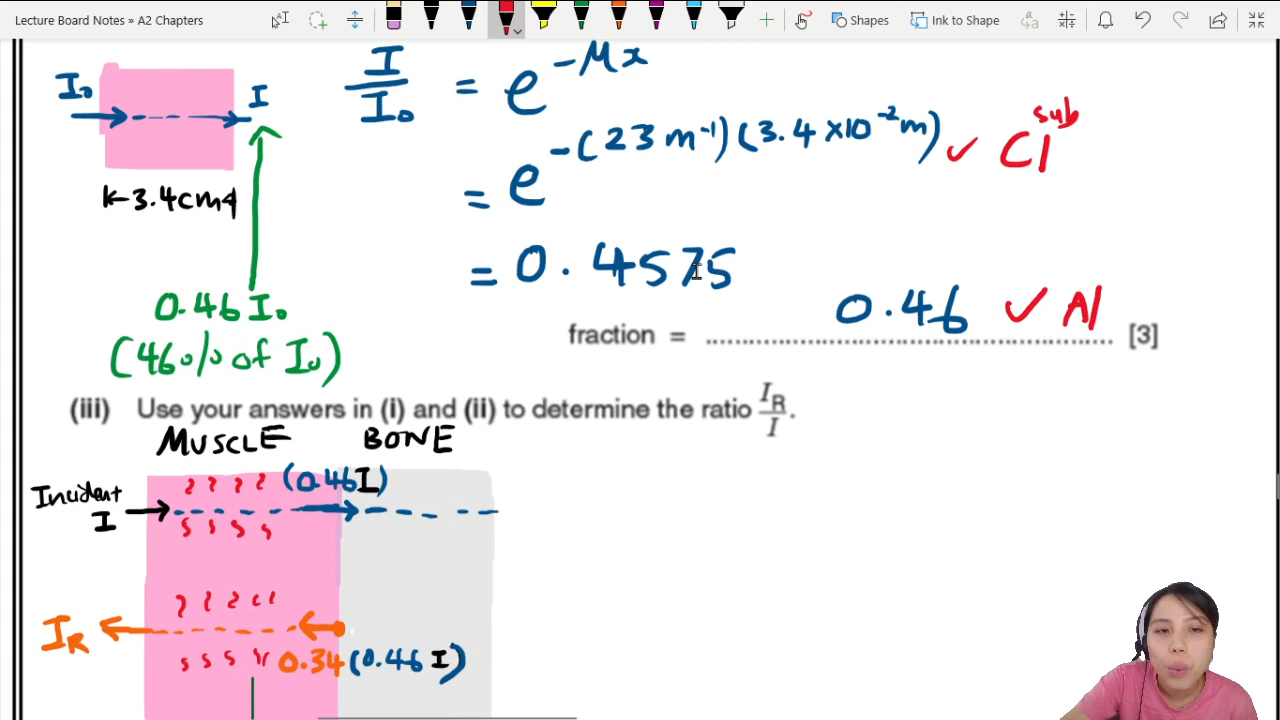 Lecture Board Notes » A2 Chapters
Shapes
Ink to Shape
I₀ I
k-3.4cm-1
0.46 I₀
(46% of I₀)
I/I₀ = e^-μx
= e^-(23 m⁻¹)(3.4 ×10⁻²m) ✓ C1 sub
= 0.4575
0.46 ✓ A1
fraction = ................................................ [3]
(iii) Use your answers in (i) and (ii) to determine the ratio I_R/I.
MUSCLE BONE
(0.46I)
Incident
I
I_R
0.34(0.46 I)